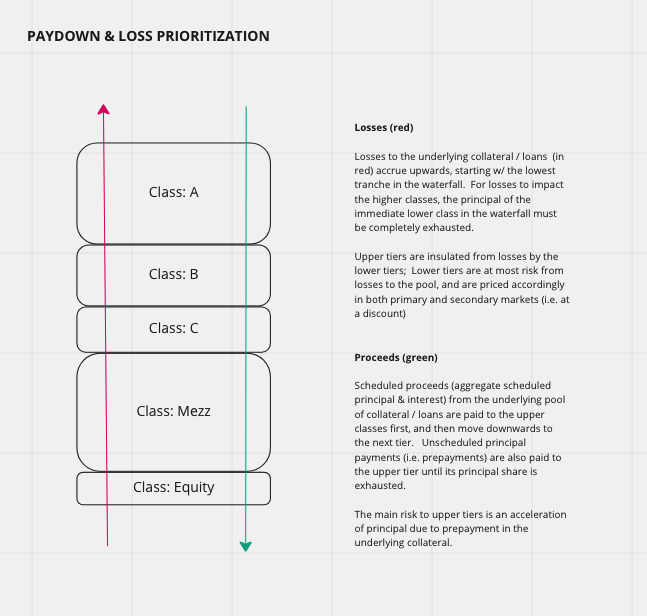 PAYDOWN & LOSS PRIORITIZATION
Class: A
Class: B
Class: C
Class: Mezz
Class: Equity
Losses (red)
Losses to the underlying collateral / loans  (in
red) accrue upwards, starting w/ the lowest
tranche in the waterfall.  For losses to impact
the higher classes, the principal of the
immediate lower class in the waterfall must
be completely exhausted.
Upper tiers are insulated from losses by the
lower tiers;  Lower tiers are at most risk from
losses to the pool, and are priced accordingly
in both primary and secondary markets (i.e. at
a discount)
Proceeds (green)
Scheduled proceeds (aggregate scheduled
principal & interest) from the underlying pool
of collateral / loans are paid to the upper
classes first, and then move downwards to
the next tier.   Unscheduled principal
payments (i.e. prepayments) are also paid to
the upper tier until its principal share is
exhausted.
The main risk to upper tiers is an acceleration
of principal due to prepayment in the
underlying collateral.